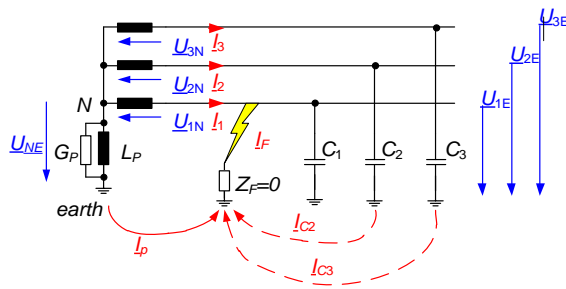 U3E
U3N
I3
U2E
U2N
I2
N
U1N
I1
U1E
IF
UNE
GP
LP
C1
C2
C3
ZF=0
earth
Ip
IC2
IC3